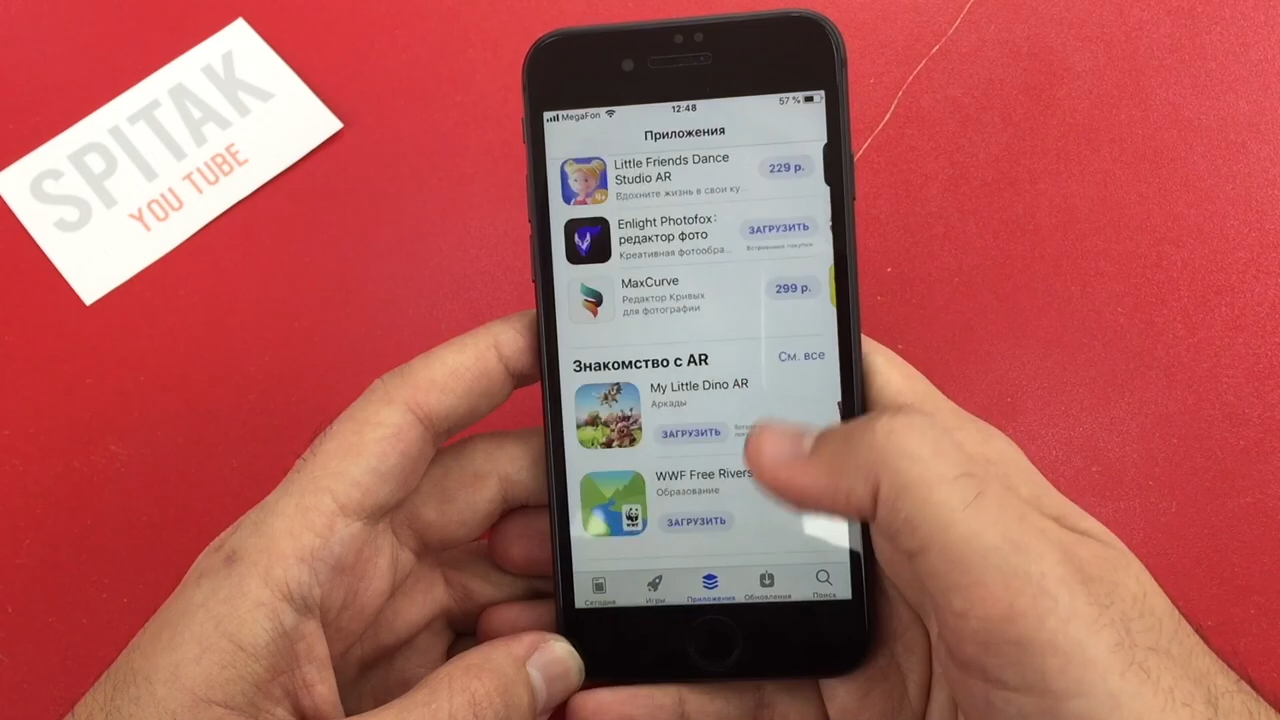 SPITAK
YOU TUBE
MegaFon
12:48
57 %
Приложения
Little Friends Dance
Studio AR
Вдохните жизнь в свои ку...
229 р.
Enlight Photofox:
редактор фото
Креативная фотообра...
ЗАГРУЗИТЬ
Встроенные покупки
MaxCurve
Редактор Кривых
для фотографии
299 р.
Знакомство с AR
См. все
My Little Dino AR
Аркады
ЗАГРУЗИТЬ
WWF Free Rivers
Образование
ЗАГРУЗИТЬ
WWF
Сегодня
Игры
Приложения
Обновления
Поиск